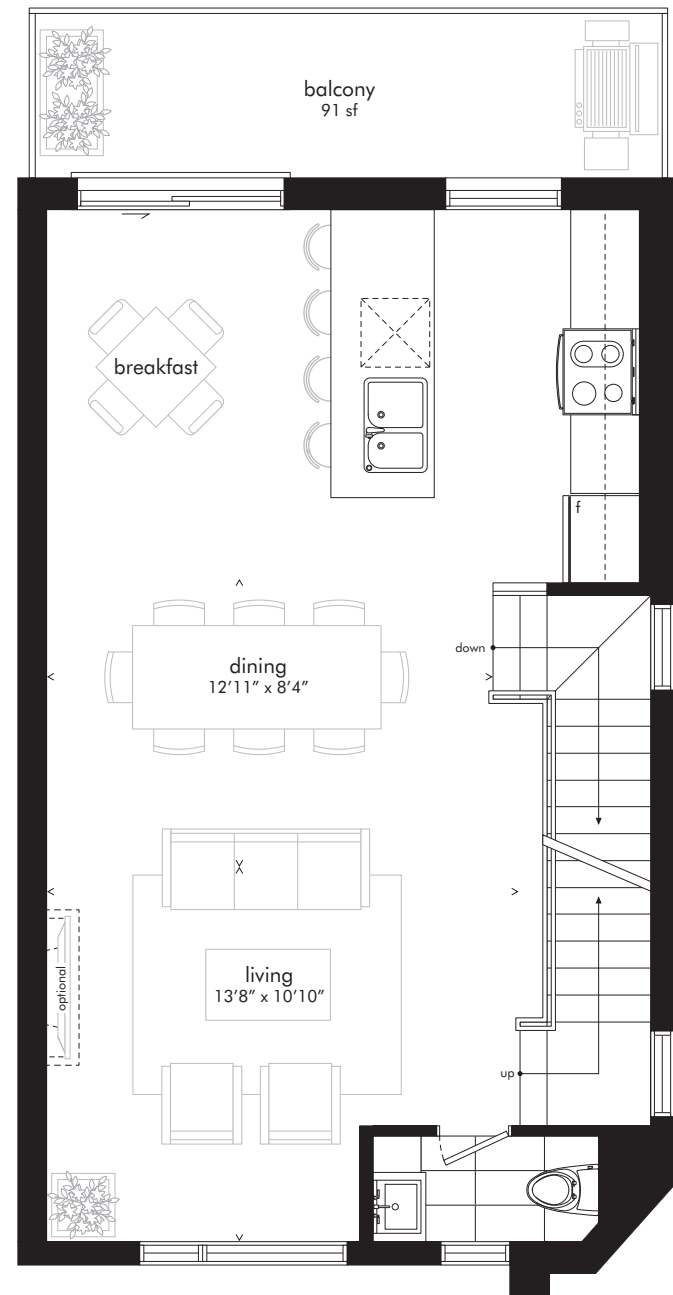 balcony
91 sf
breakfast
f
down
dining
12'11" x 8'4"
optional
living
13'8" x 10'10"
up